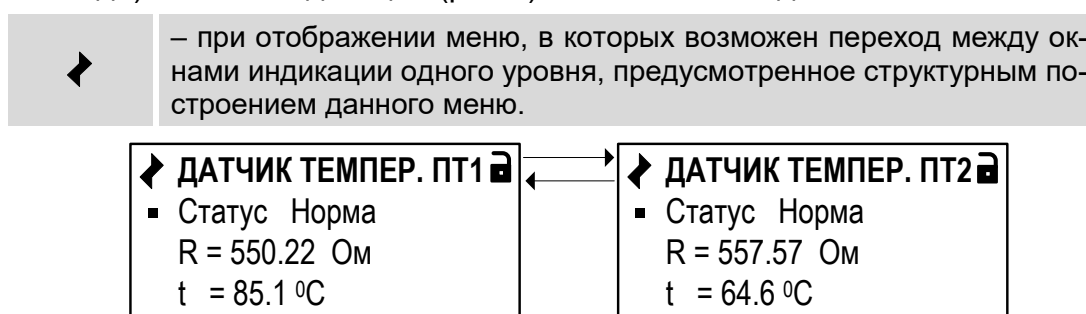 – при отображении меню, в которых возможен переход между ок-
нами индикации одного уровня, предусмотренное структурным по-
строением данного меню.
ДАТЧИК ТЕМПЕР. ПТ1
Статус Норма
R = 550.22 Ом
t = 85.1 ⁰С
ДАТЧИК ТЕМПЕР. ПТ2
Статус Норма
R = 557.57 Ом
t = 64.6 ⁰С